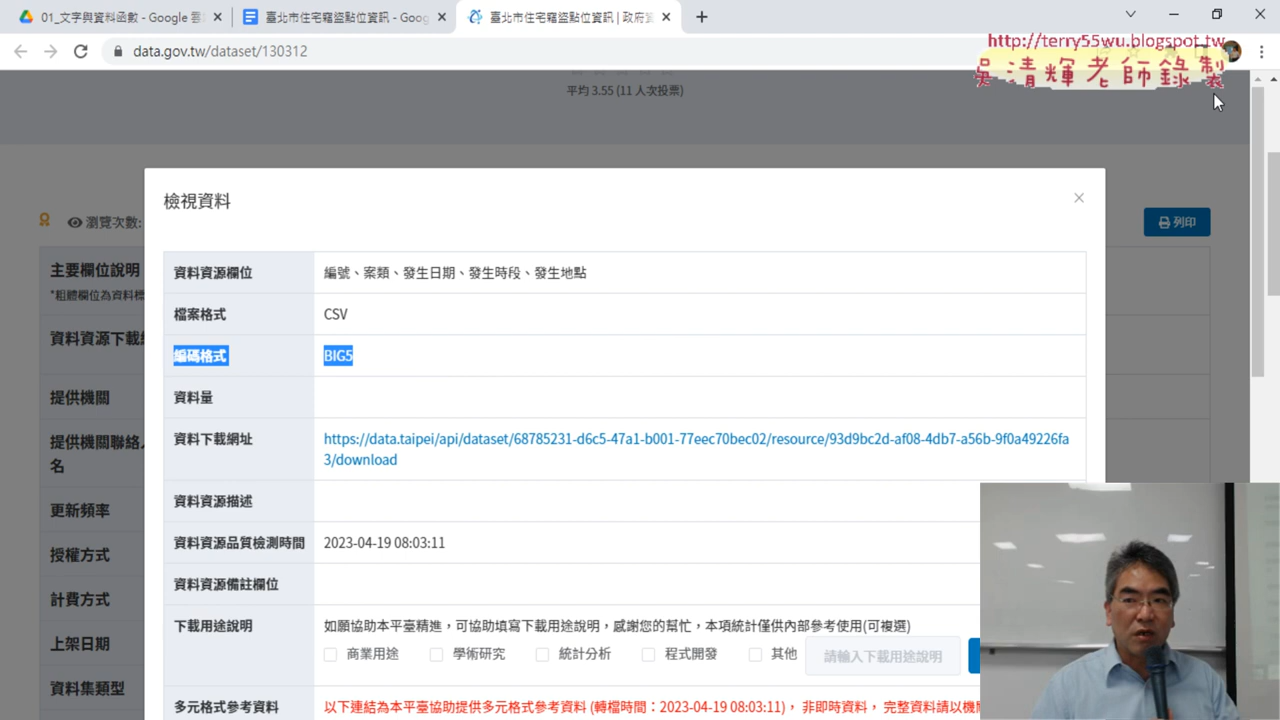 01_文字與資料函數 - Google 雲
臺北市住宅竊盜點位資訊 - Goog
臺北市住宅竊盜點位資訊 | 政府資
data.gov.tw/dataset/130312
http://terry55wu.blogspot.tw
吳清輝老師錄製
平均 3.55 (11 人次投票)
檢視資料
瀏覽次數:
列印
主要欄位說明
*粗體欄位為資料標
資料資源下載
提供機關
提供機關聯絡
名
更新頻率
授權方式
計費方式
上架日期
資料集類型
資料資源欄位 編號、案類、發生日期、發生時段、發生地點
檔案格式 CSV
編碼格式 BIG5
資料量
資料下載網址 https://data.taipei/api/dataset/68785231-d6c5-47a1-b001-77eec70bec02/resource/93d9bc2d-af08-4db7-a56b-9f0a49226fa
3/download
資料資源描述
資料資源品質檢測時間 2023-04-19 08:03:11
資料資源備註欄位
下載用途說明 如願協助本平臺精進，可協助填寫下載用途說明，感謝您的幫忙，本項統計僅供內部參考使用(可複選)
商業用途 學術研究 統計分析 程式開發 其他 請輸入下載用途說明
多元格式參考資料 以下連結為本平臺協助提供多元格式參考資料 (轉檔時間：2023-04-19 08:03:11)， 非即時資料， 完整資料請以機